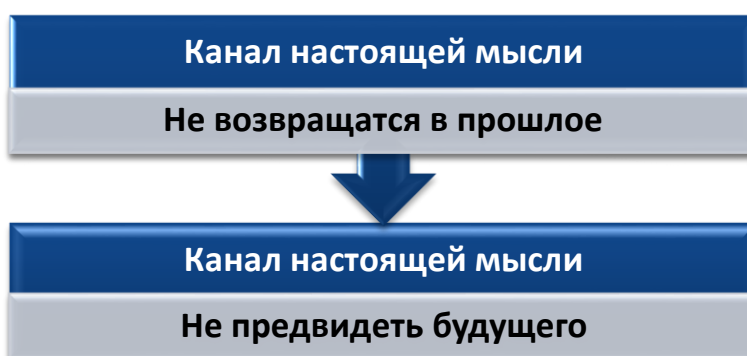 Канал настоящей мысли
Не возвращатся в прошлое
Канал настоящей мысли
Не предвидеть будущего